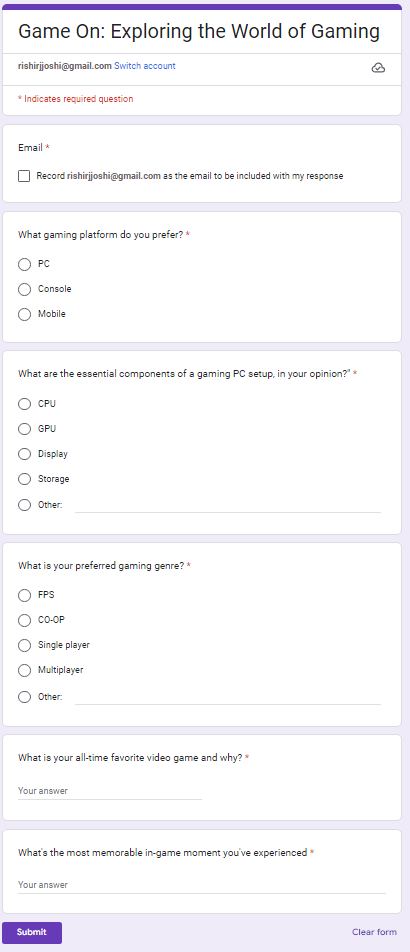 Game On: Exploring the World of Gaming
rishirjjoshi@gmail.com Switch account
* Indicates required question
Email *
Record rishirjjoshi@gmail.com as the email to be included with my response
What gaming platform do you prefer? *
PC
Console
Mobile
What are the essential components of a gaming PC setup, in your opinion?" *
CPU
GPU
Display
Storage
Other:
What is your preferred gaming genre? *
FPS
CO-OP
Single player
Multiplayer
Other:
What is your all-time favorite video game and why? *
Your answer
What's the most memorable in-game moment you've experienced *
Your answer
Submit
Clear form